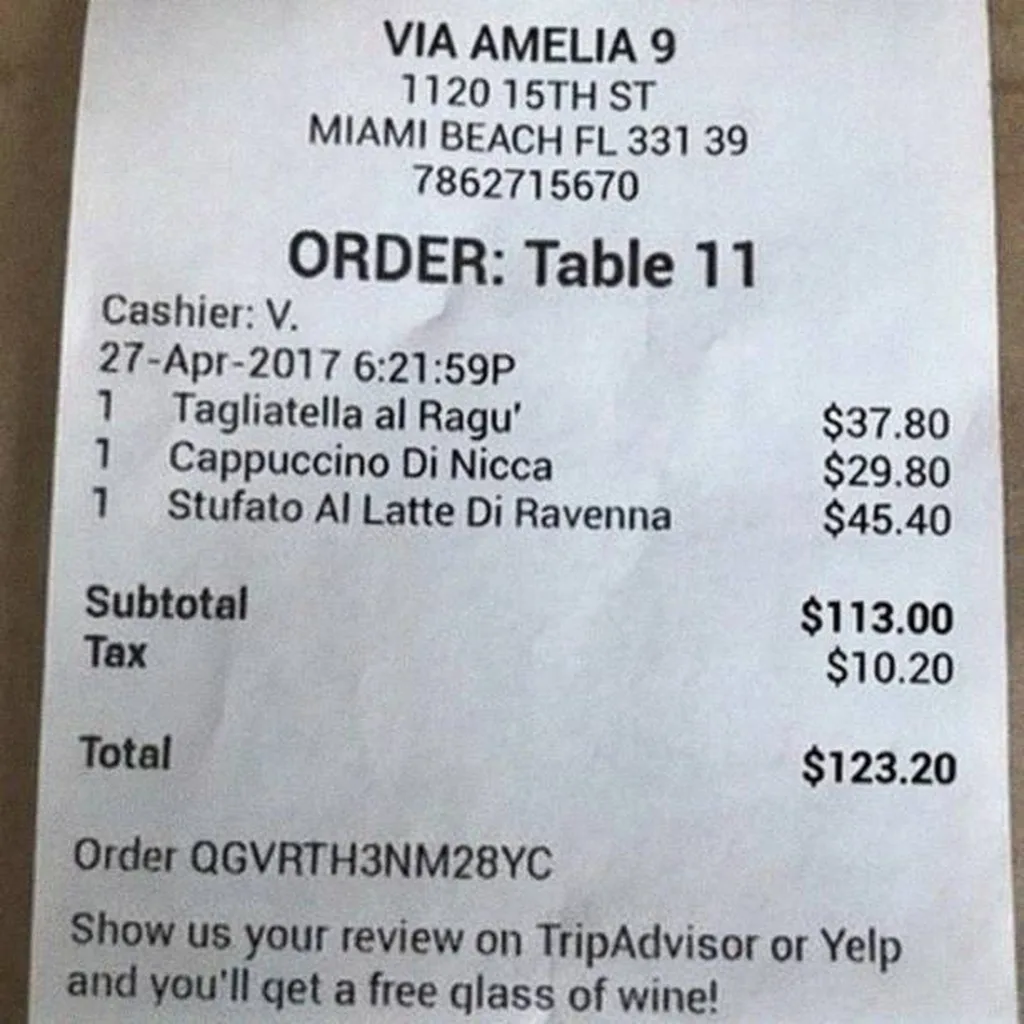 VIA AMELIA 9
1120 15TH ST
MIAMI BEACH FL 331 39
7862715670
ORDER: Table 11
Cashier: V.
27-Apr-2017 6:21:59P
1 Tagliatella al Ragu' $37.80
1 Cappuccino Di Nicca $29.80
1 Stufato Al Latte Di Ravenna $45.40
Subtotal $113.00
Tax $10.20
Total $123.20
Order QGVRTH3NM28YC
Show us your review on TripAdvisor or Yelp
and you'll get a free glass of wine!